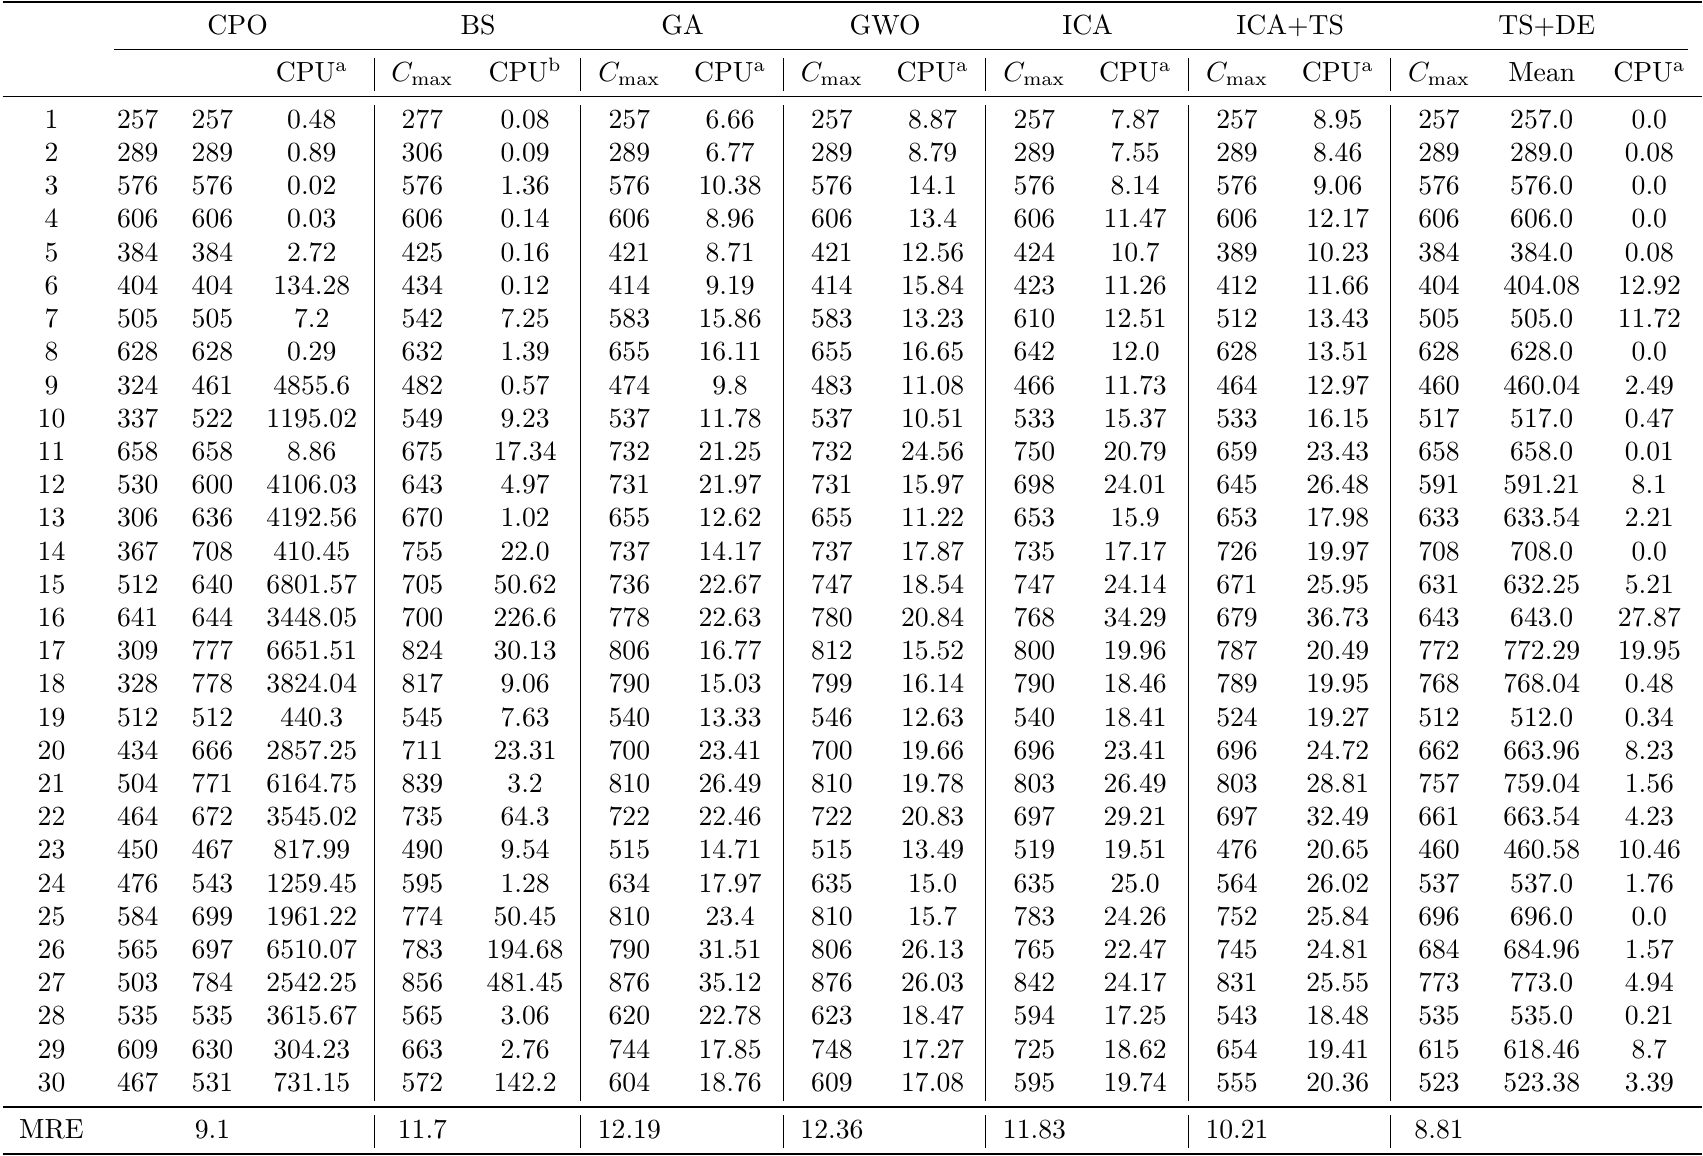 CPO BS GA GWO ICA ICA+TS TS+DE
CPUᵃ C_max CPUᵇ C_max CPUᵃ C_max CPUᵃ C_max CPUᵃ C_max CPUᵃ C_max Mean CPUᵃ
1 257 257 0.48 277 0.08 257 6.66 257 8.87 257 7.87 257 8.95 257 257.0 0.0
2 289 289 0.89 306 0.09 289 6.77 289 8.79 289 7.55 289 8.46 289 289.0 0.08
3 576 576 0.02 576 1.36 576 10.38 576 14.1 576 8.14 576 9.06 576 576.0 0.0
4 606 606 0.03 606 0.14 606 8.96 606 13.4 606 11.47 606 12.17 606 606.0 0.0
5 384 384 2.72 425 0.16 421 8.71 421 12.56 424 10.7 389 10.23 384 384.0 0.08
6 404 404 134.28 434 0.12 414 9.19 414 15.84 423 11.26 412 11.66 404 404.08 12.92
7 505 505 7.2 542 7.25 583 15.86 583 13.23 610 12.51 512 13.43 505 505.0 11.72
8 628 628 0.29 632 1.39 655 16.11 655 16.65 642 12.0 628 13.51 628 628.0 0.0
9 324 461 4855.6 482 0.57 474 9.8 483 11.08 466 11.73 464 12.97 460 460.04 2.49
10 337 522 1195.02 549 9.23 537 11.78 537 10.51 533 15.37 533 16.15 517 517.0 0.47
11 658 658 8.86 675 17.34 732 21.25 732 24.56 750 20.79 659 23.43 658 658.0 0.01
12 530 600 4106.03 643 4.97 731 21.97 731 15.97 698 24.01 645 26.48 591 591.21 8.1
13 306 636 4192.56 670 1.02 655 12.62 655 11.22 653 15.9 653 17.98 633 633.54 2.21
14 367 708 410.45 755 22.0 737 14.17 737 17.87 735 17.17 726 19.97 708 708.0 0.0
15 512 640 6801.57 705 50.62 736 22.67 747 18.54 747 24.14 671 25.95 631 632.25 5.21
16 641 644 3448.05 700 226.6 778 22.63 780 20.84 768 34.29 679 36.73 643 643.0 27.87
17 309 777 6651.51 824 30.13 806 16.77 812 15.52 800 19.96 787 20.49 772 772.29 19.95
18 328 778 3824.04 817 9.06 790 15.03 799 16.14 790 18.46 789 19.95 768 768.04 0.48
19 512 512 440.3 545 7.63 540 13.33 546 12.63 540 18.41 524 19.27 512 512.0 0.34
20 434 666 2857.25 711 23.31 700 23.41 700 19.66 696 23.41 696 24.72 662 663.96 8.23
21 504 771 6164.75 839 3.2 810 26.49 810 19.78 803 26.49 803 28.81 757 759.04 1.56
22 464 672 3545.02 735 64.3 722 22.46 722 20.83 697 29.21 697 32.49 661 663.54 4.23
23 450 467 817.99 490 9.54 515 14.71 515 13.49 519 19.51 476 20.65 460 460.58 10.46
24 476 543 1259.45 595 1.28 634 17.97 635 15.0 635 25.0 564 26.02 537 537.0 1.76
25 584 699 1961.22 774 50.45 810 23.4 810 15.7 783 24.26 752 25.84 696 696.0 0.0
26 565 697 6510.07 783 194.68 790 31.51 806 26.13 765 22.47 745 24.81 684 684.96 1.57
27 503 784 2542.25 856 481.45 876 35.12 876 26.03 842 24.17 831 25.55 773 773.0 4.94
28 535 535 3615.67 565 3.06 620 22.78 623 18.47 594 17.25 543 18.48 535 535.0 0.21
29 609 630 304.23 663 2.76 744 17.85 748 17.27 725 18.62 654 19.41 615 618.46 8.7
30 467 531 731.15 572 142.2 604 18.76 609 17.08 595 19.74 555 20.36 523 523.38 3.39
MRE 9.1 11.7 12.19 12.36 11.83 10.21 8.81